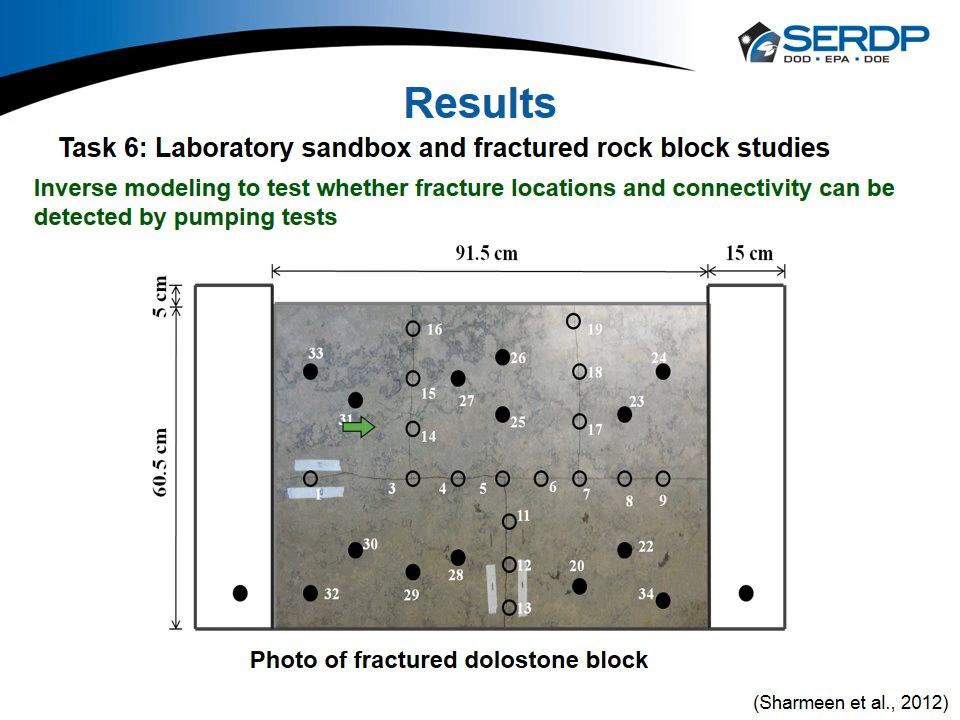 SERDP
DOD • EPA • DOE
Results
Task 6: Laboratory sandbox and fractured rock block studies
Inverse modeling to test whether fracture locations and connectivity can be
detected by pumping tests
91.5 cm
15 cm
5 cm
60.5 cm
16
19
33
26
24
18
15
27
23
31
25
17
14
1
3
4
5
6
7
8
9
11
30
22
12
28
20
29
32
34
13
Photo of fractured dolostone block
(Sharmeen et al., 2012)